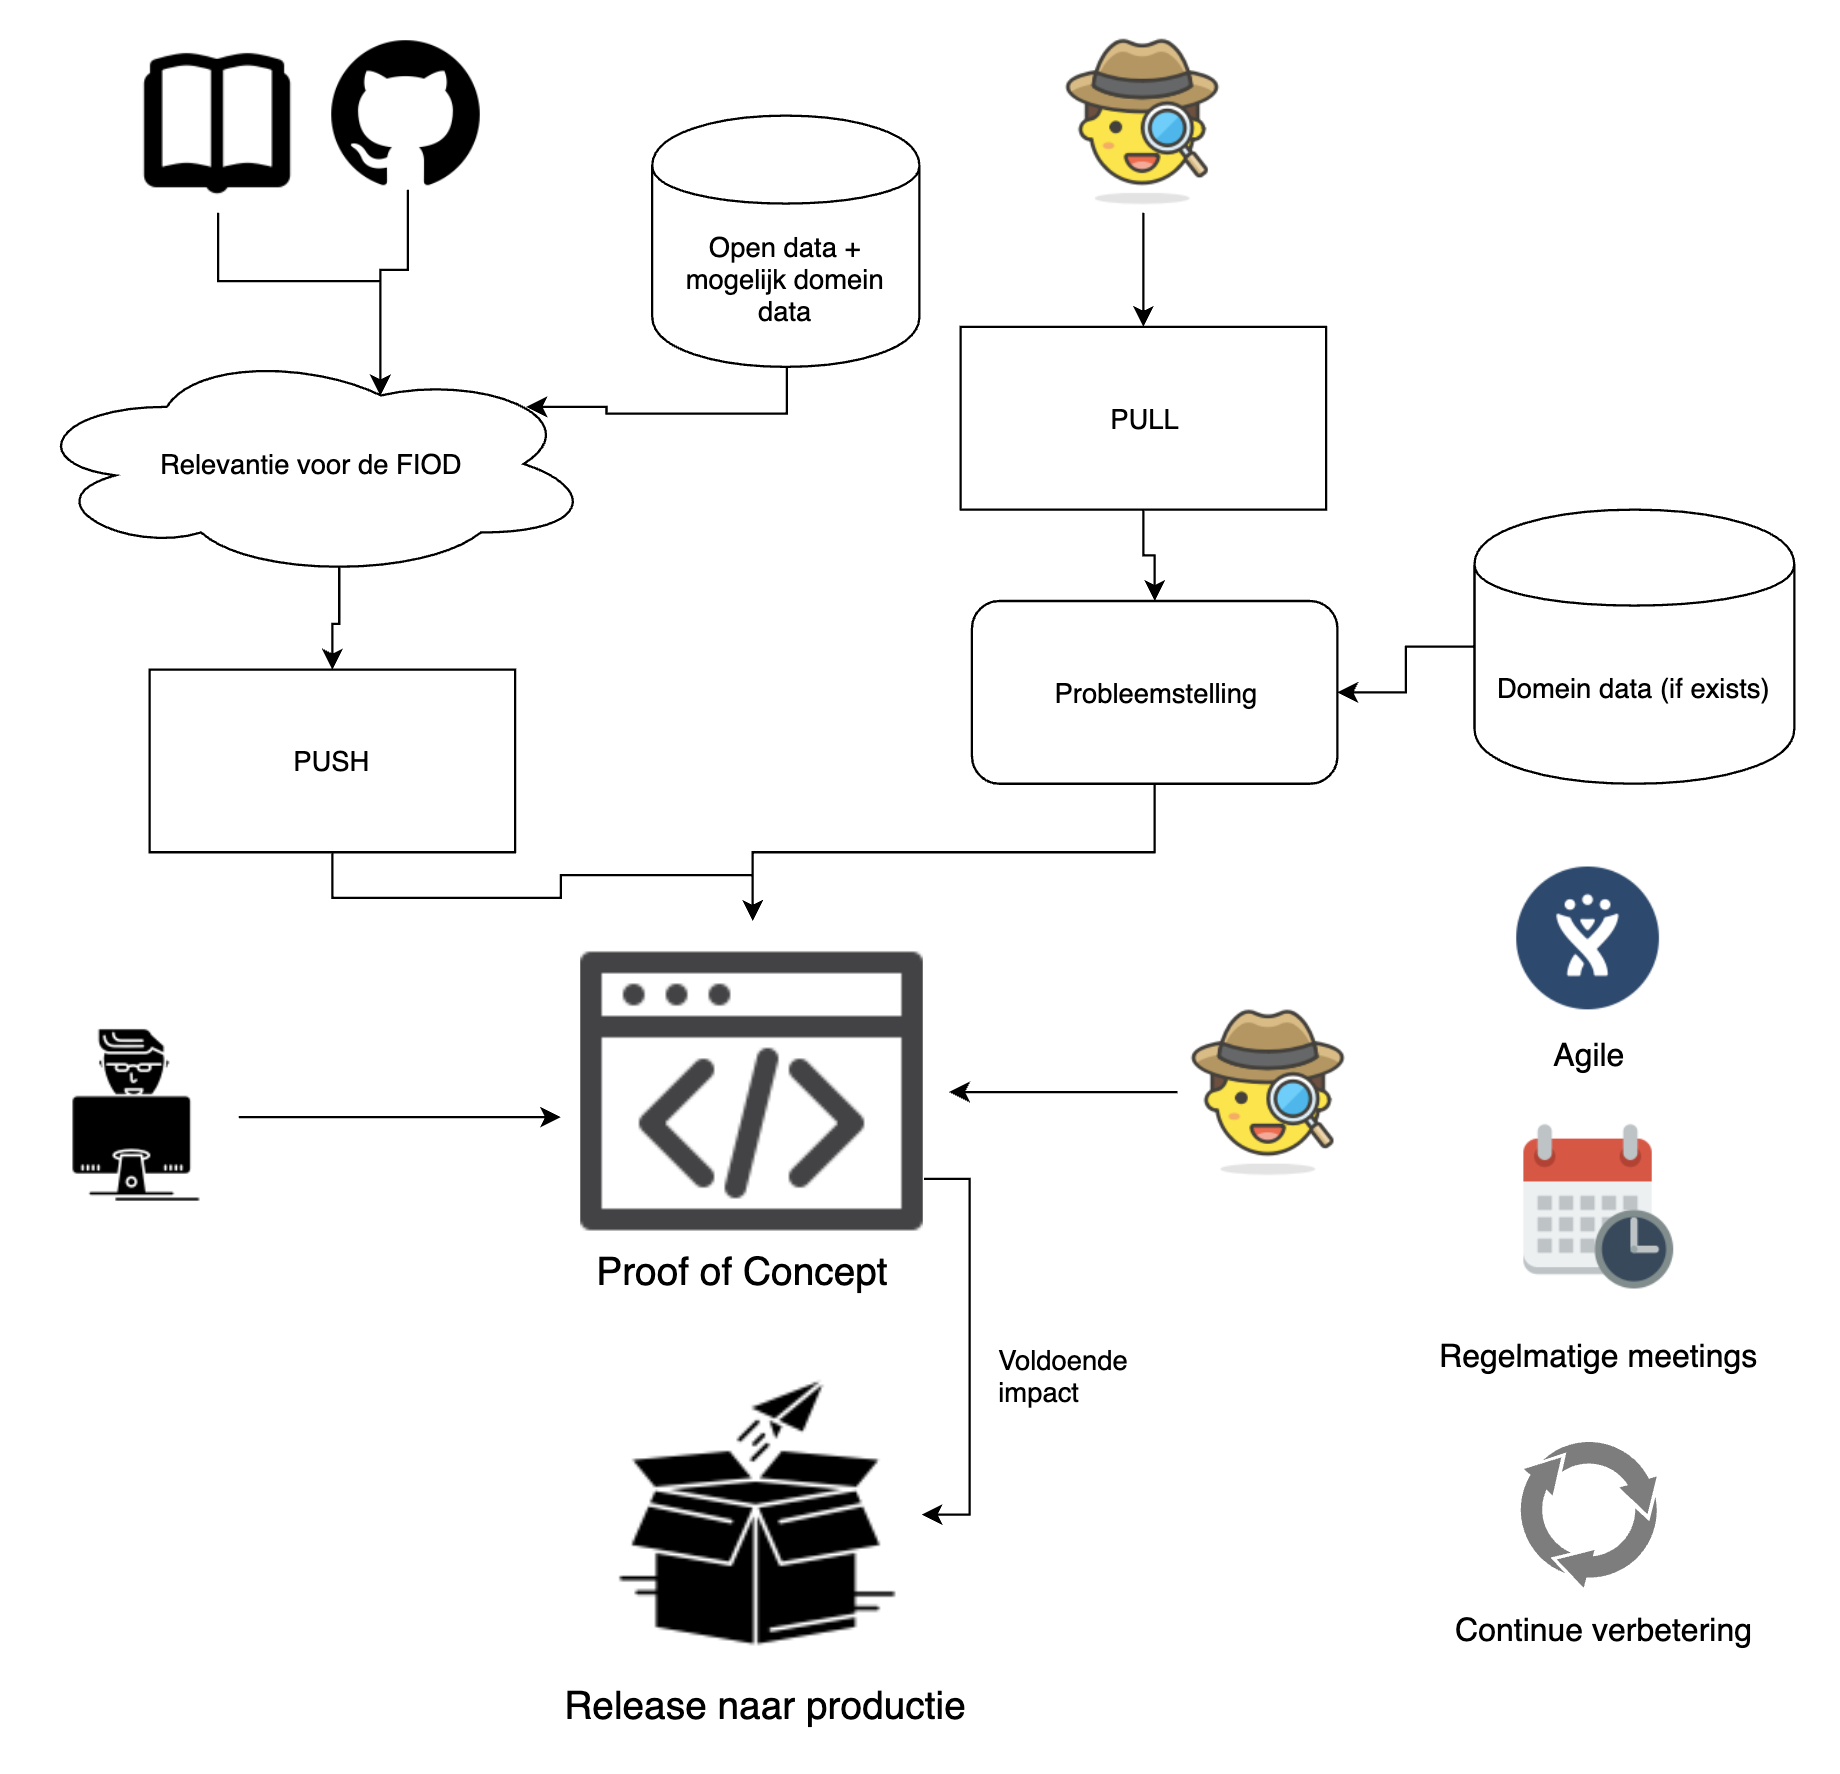 Open data +
mogelijk domein
data
PULL
Relevantie voor de FIOD
Probleemstelling
Domein data (if exists)
PUSH
Agile
Proof of Concept
Voldoende
impact
Regelmatige meetings
Continue verbetering
Release naar productie